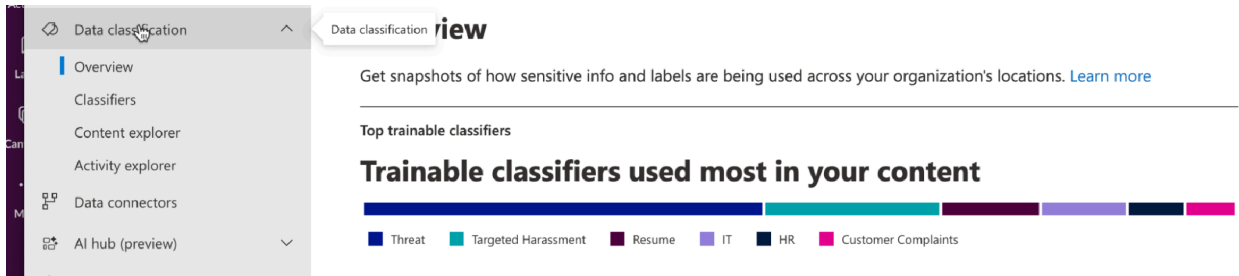 Data classification
Overview
Classifiers
Content explorer
Activity explorer
Data connectors
AI hub (preview)
Data classification
Get snapshots of how sensitive info and labels are being used across your organization's locations. Learn more
Top trainable classifiers
Trainable classifiers used most in your content
Threat Targeted Harassment Resume IT HR Customer Complaints